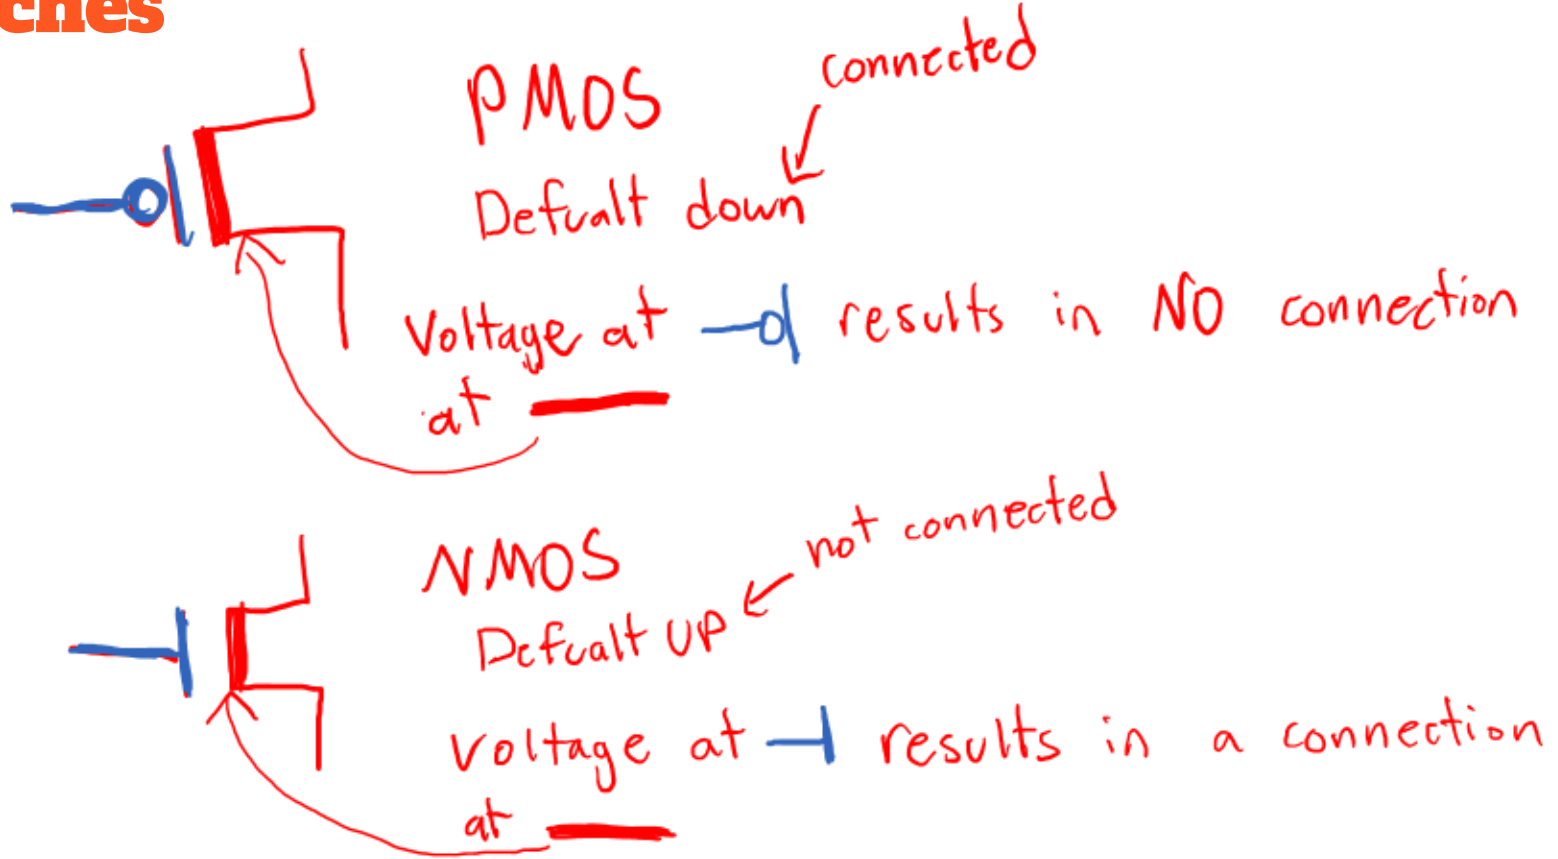 ches
PMOS
connected
Defualt down
Voltage at results in NO connection
at
NMOS
not connected
Defualt UP
Voltage at results in a connection
at